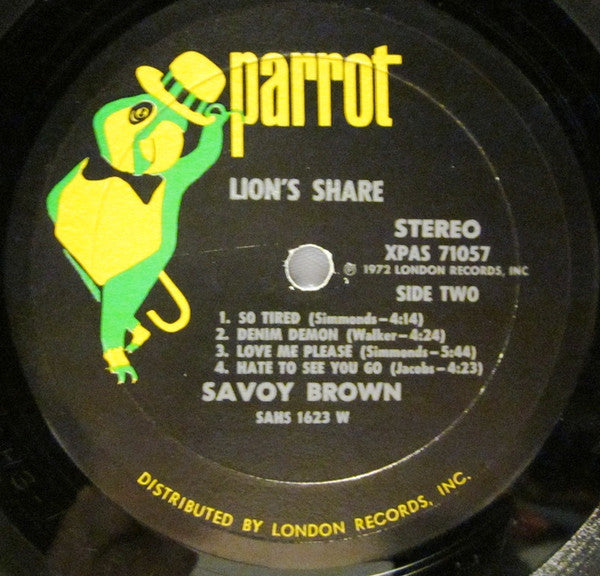 parrot
LION'S SHARE
STEREO
XPAS 71057
℗ 1972 LONDON RECORDS, INC
SIDE TWO
1. SO TIRED (Simmonds-4:14)
2. DENIM DEMON (Walker-4:24)
3. LOVE ME PLEASE (Simmonds-5:44)
4. HATE TO SEE YOU GO (Jacobs-4:23)
SAVOY BROWN
SAHS 1623 W
DISTRIBUTED BY LONDON RECORDS, INC.